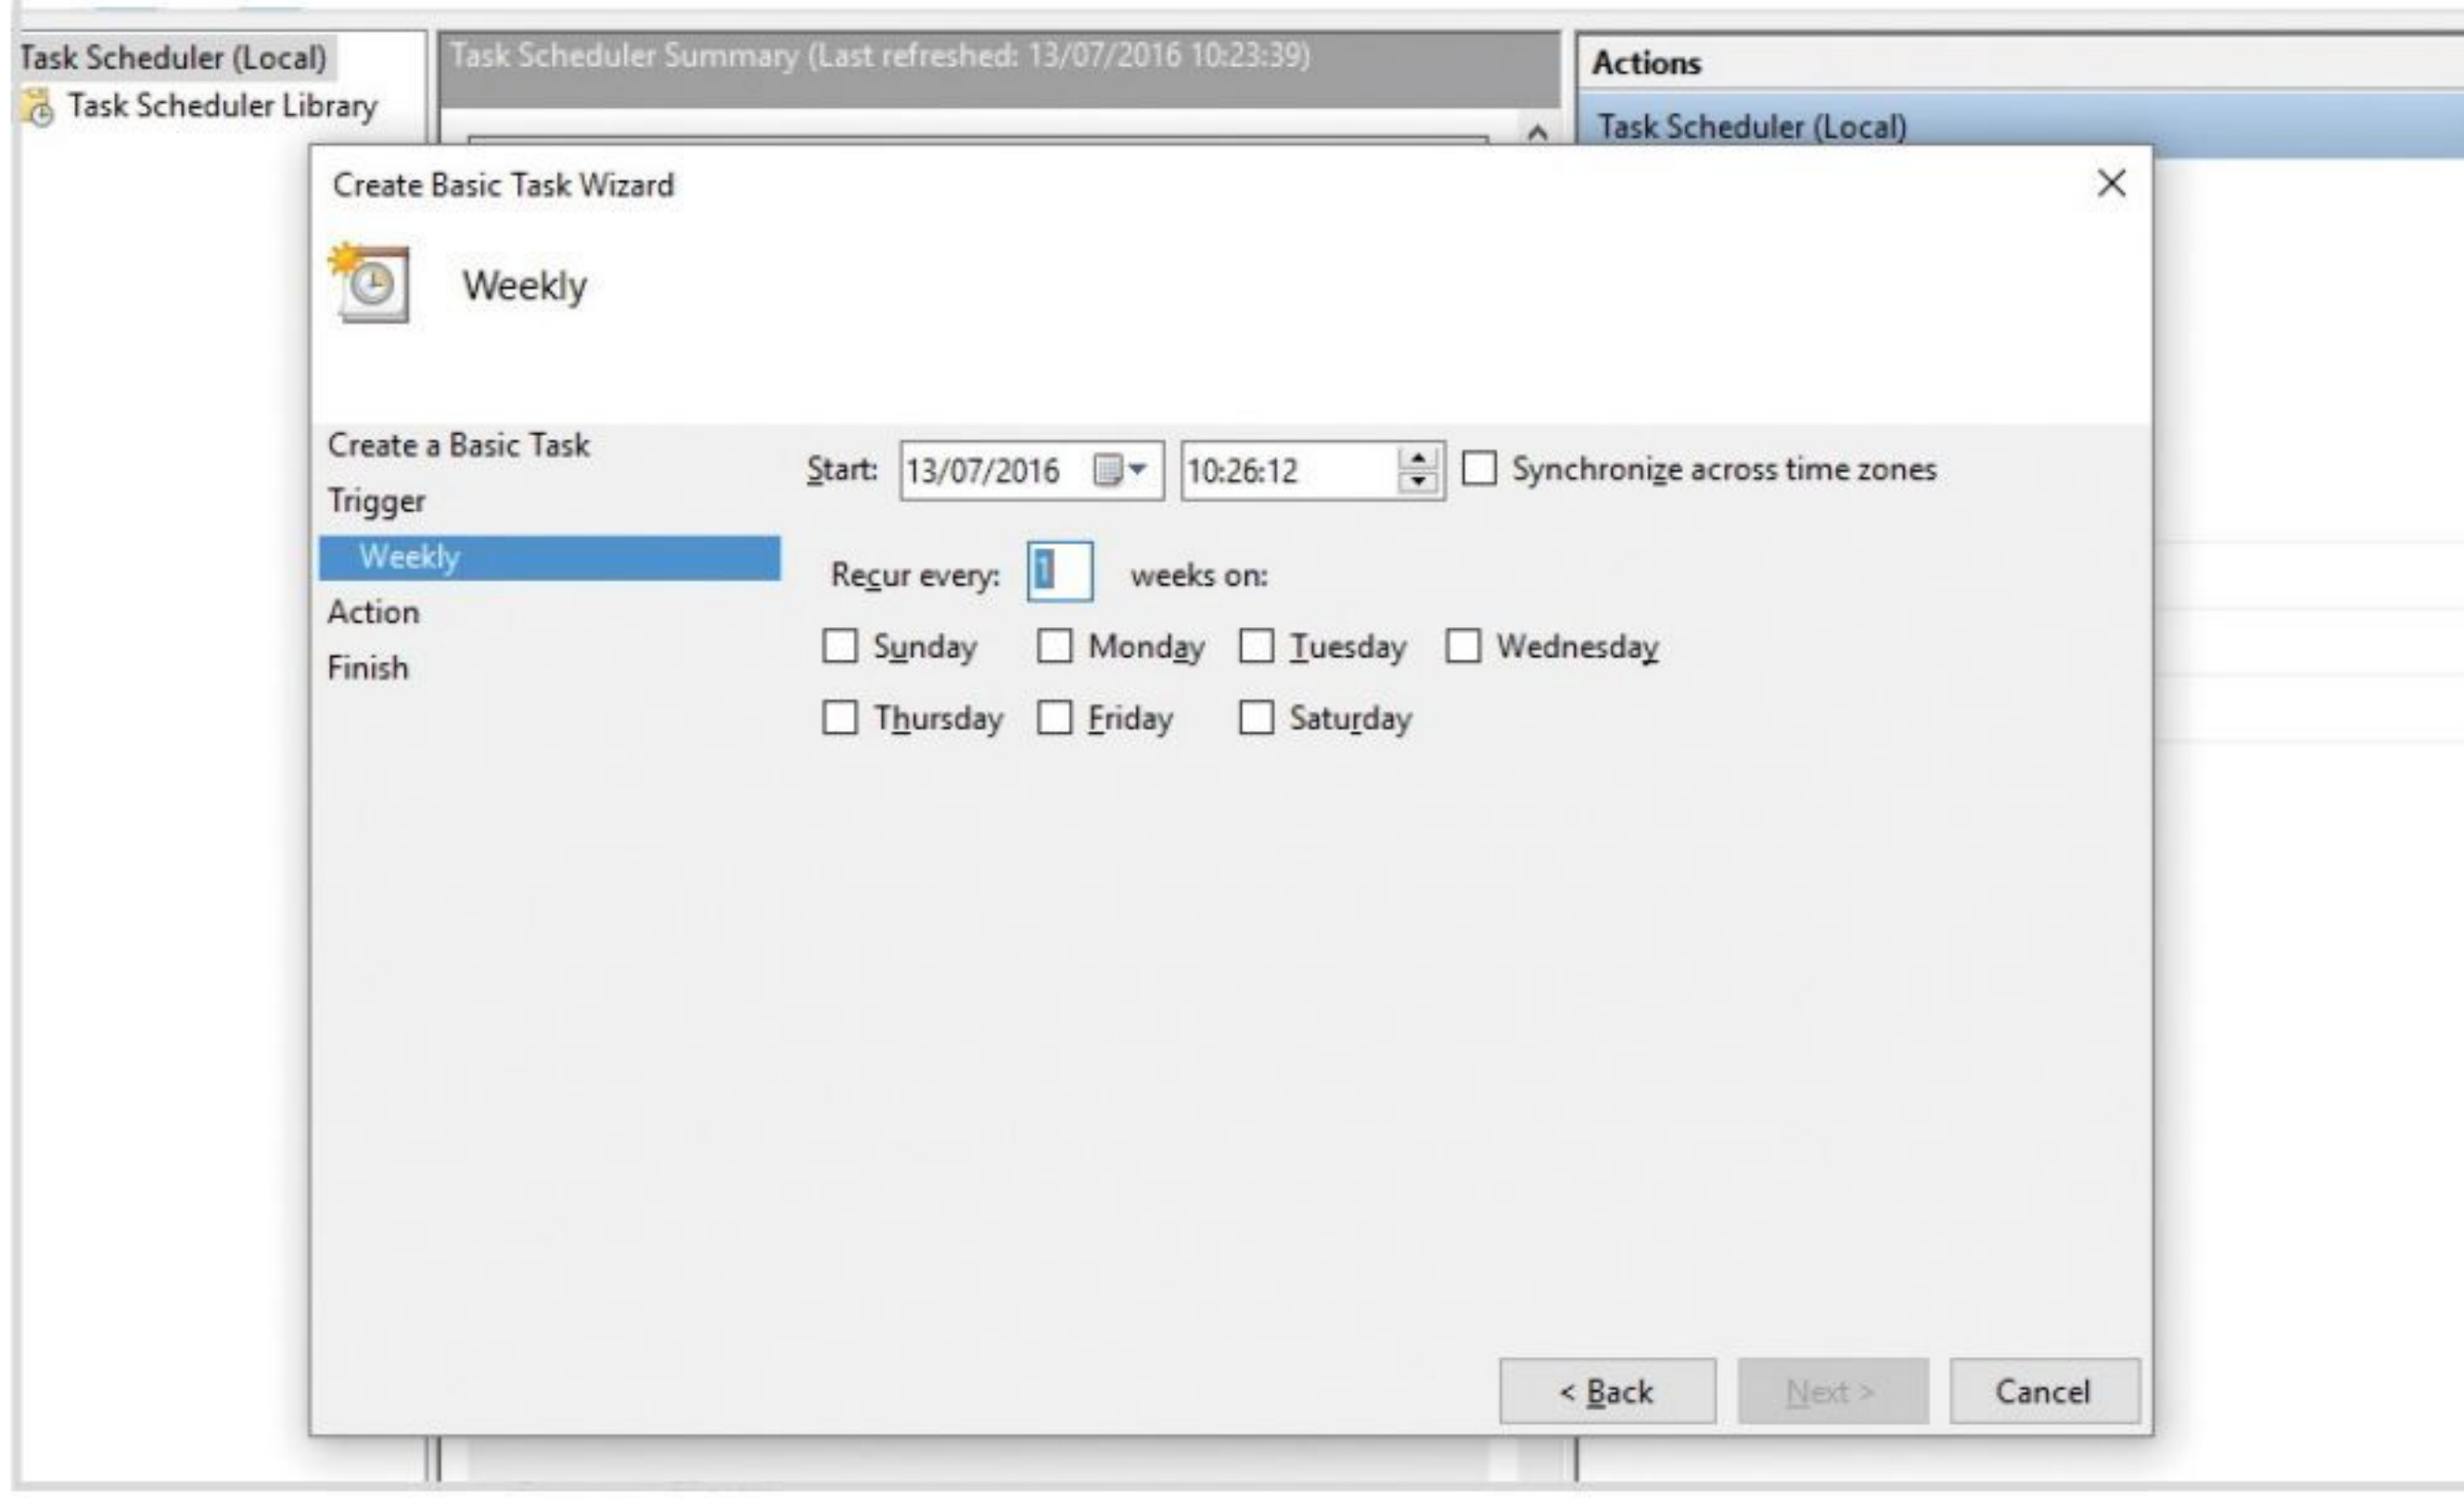 Task Scheduler (Local)
Task Scheduler Library
Task Scheduler Summary (Last refreshed: 13/07/2016 10:23:39)
Actions
Task Scheduler (Local)
Create Basic Task Wizard
Weekly
Create a Basic Task
Trigger
Weekly
Action
Finish
Start: 13/07/2016 10:26:12 Synchronize across time zones
Recur every: 1 weeks on:
Sunday Monday Tuesday Wednesday
Thursday Friday Saturday
< Back Next > Cancel